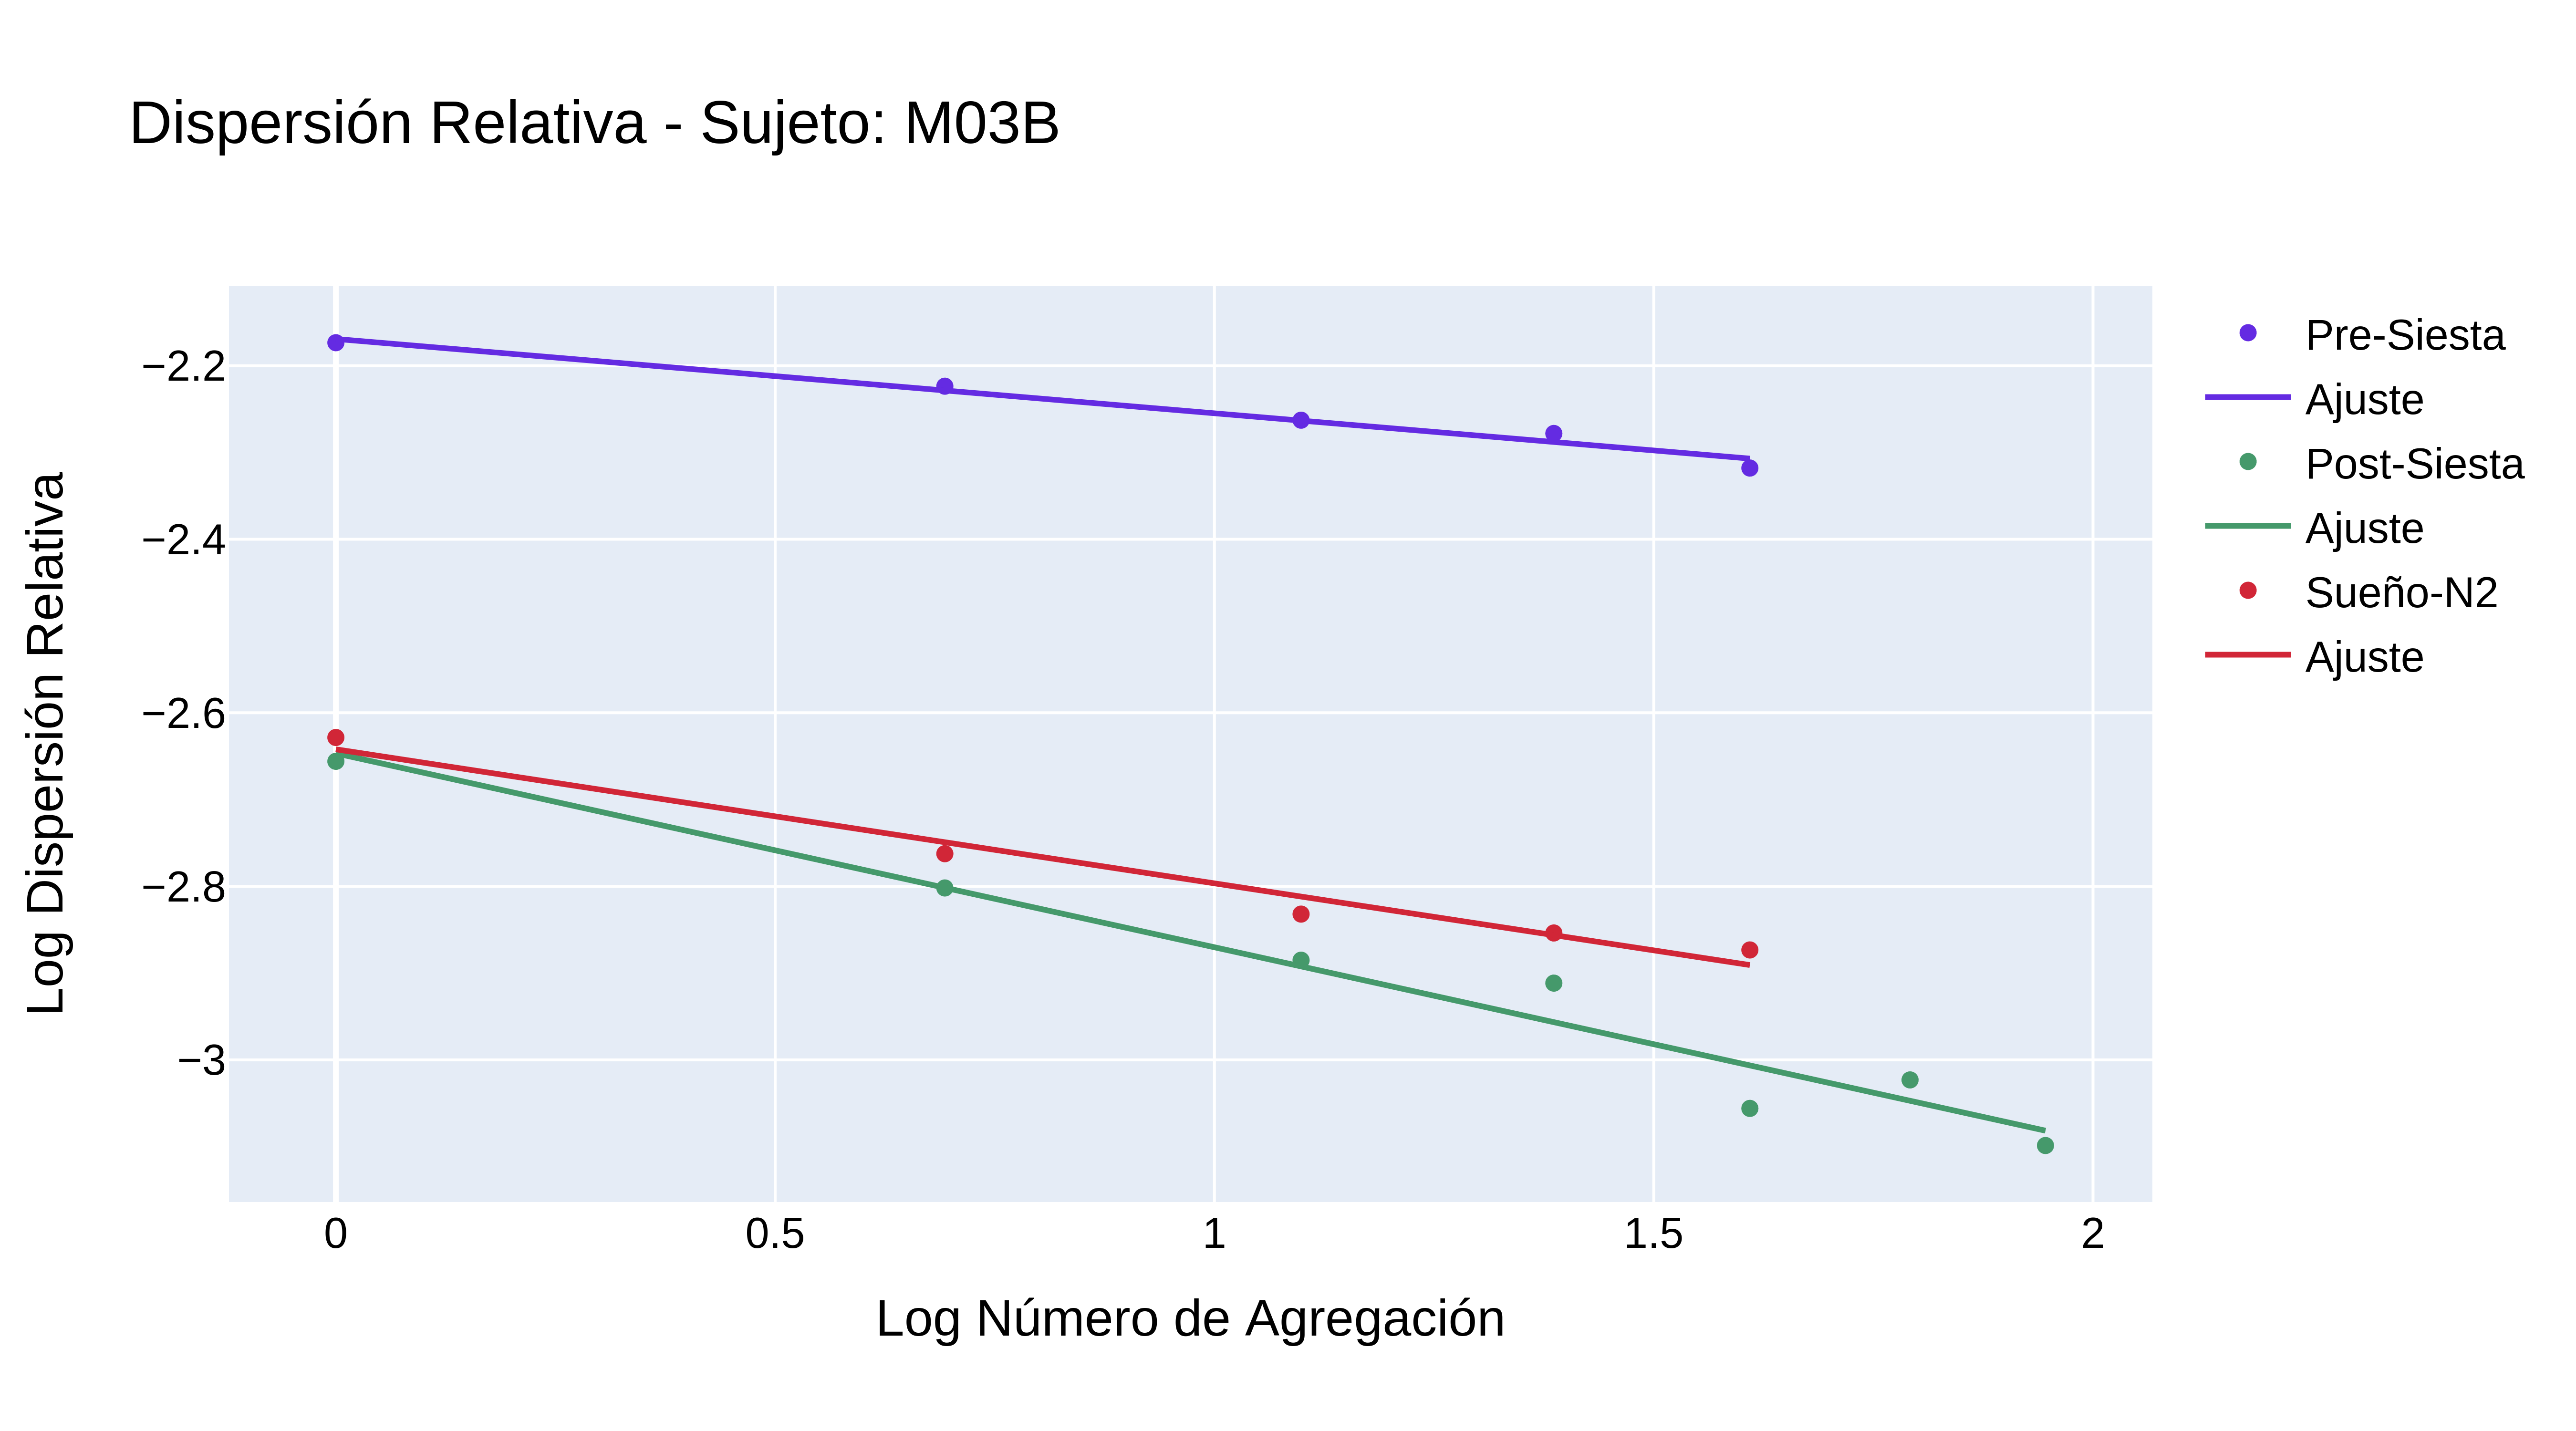 Dispersión Relativa - Sujeto: M03B
Log Dispersión Relativa
−2.2
−2.4
−2.6
−2.8
−3
0
0.5
1
1.5
2
Log Número de Agregación
Pre-Siesta
Ajuste
Post-Siesta
Ajuste
Sueño-N2
Ajuste